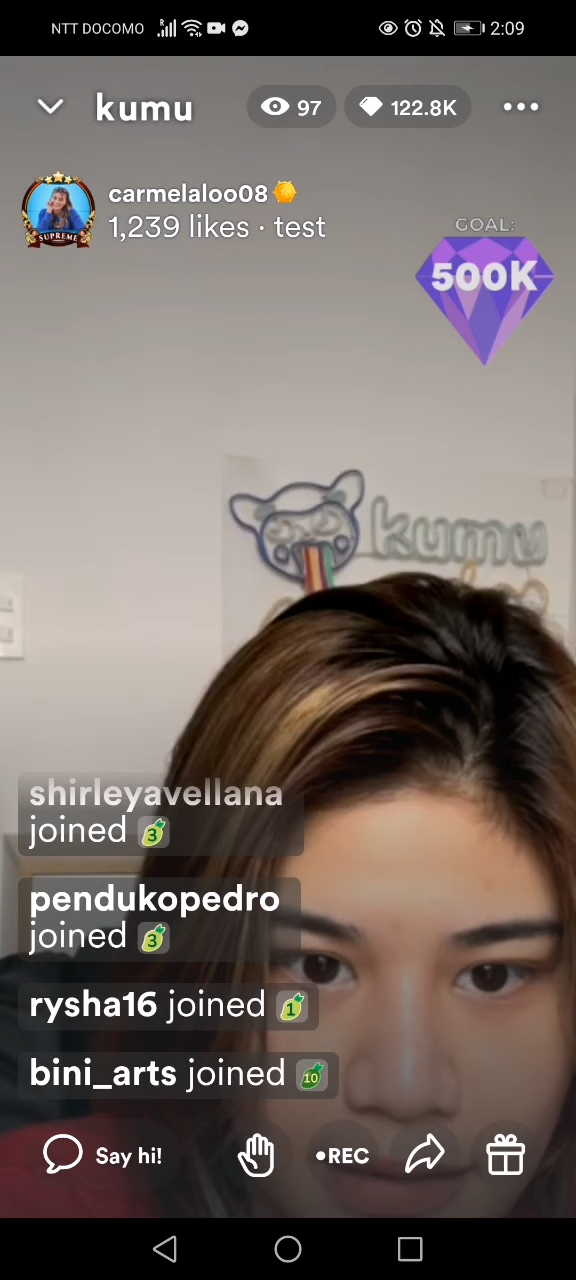 NTT DOCOMO
2:09
kumu
97
122.8K
carmelaloo08
1,239 likes · test
SUPREME
GOAL:
500K
kumu
shirleyavellana
joined 3
pendukopedro
joined 3
rysha16 joined 1
bini_arts joined 10
Say hi!
•REC